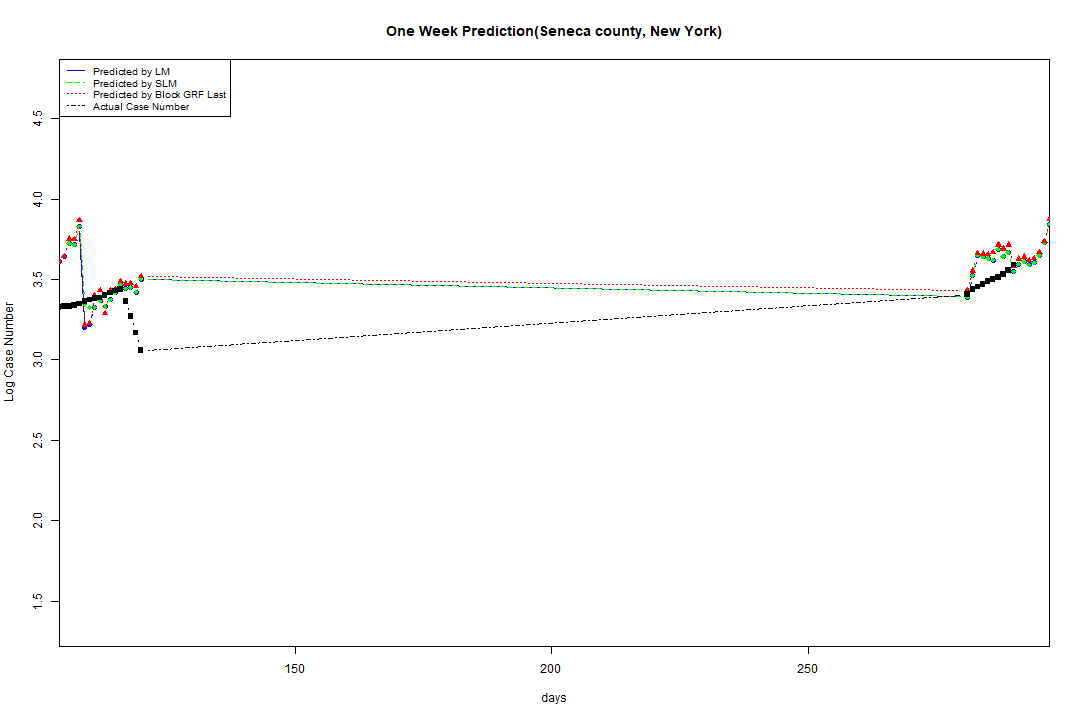 One Week Prediction(Seneca county, New York)
Predicted by LM
Predicted by SLM
Predicted by Block GRF Last
Actual Case Number
4.5
4.0
3.5
3.0
2.5
2.0
1.5
Log Case Number
150
200
250
days